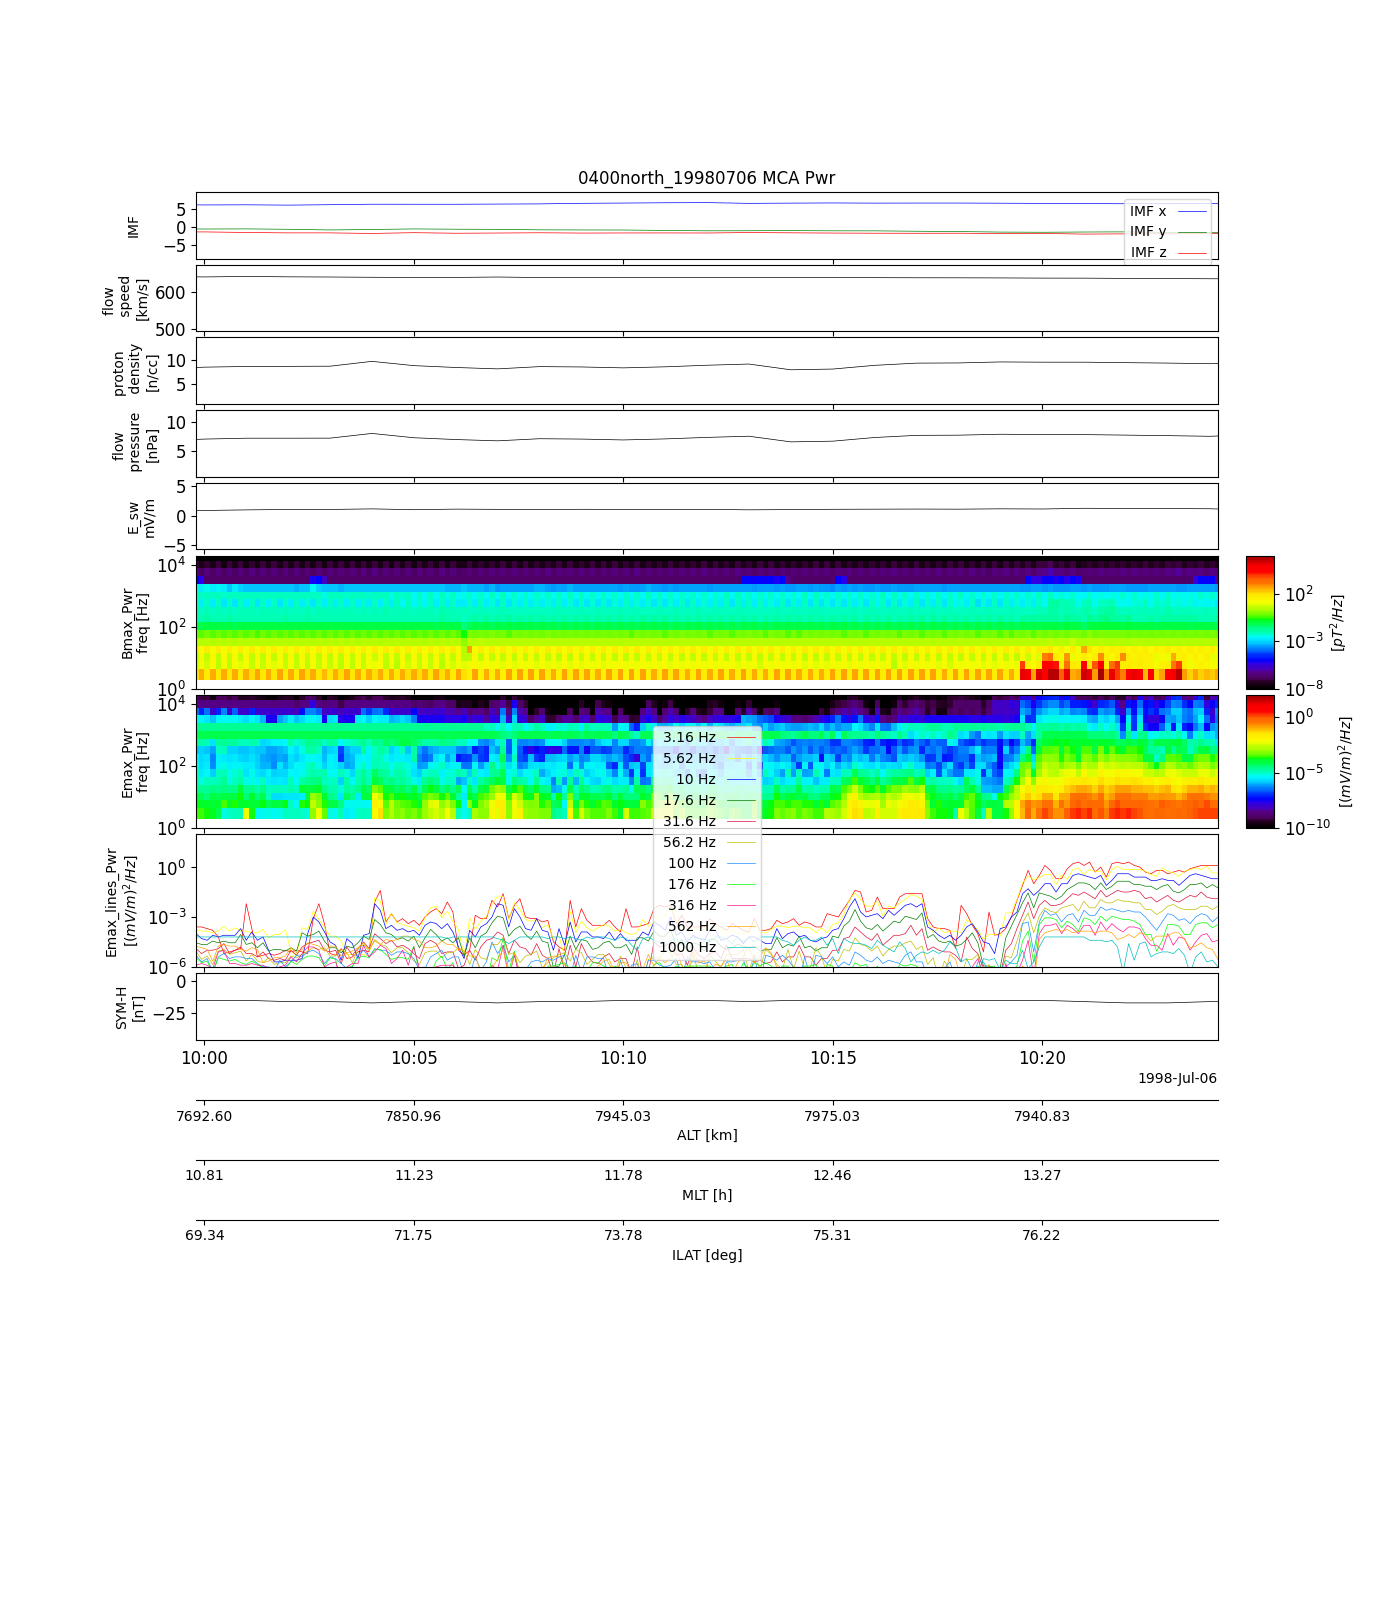 0400north_19980706 MCA Pwr
5
0
−5
IMF
IMF x
IMF y
IMF z
600
500
flow
speed
[km/s]
10
5
proton
density
[n/cc]
10
5
flow
pressure
[nPa]
5
0
−5
E_sw
mV/m
10^4
10^2
10^0
Bmax_Pwr
freq [Hz]
10^2
10^−3
10^−8
[pT^2/Hz]
10^4
10^2
10^0
Emax_Pwr
freq [Hz]
10^0
10^−5
10^−10
[(mV/m)^2/Hz]
3.16 Hz
5.62 Hz
10 Hz
17.6 Hz
31.6 Hz
56.2 Hz
100 Hz
176 Hz
316 Hz
562 Hz
1000 Hz
10^0
10^−3
10^−6
Emax_lines_Pwr
[(mV/m)^2/Hz]
0
−25
SYM-H
[nT]
10:00 10:05 10:10 10:15 10:20
1998-Jul-06
7692.60 7850.96 7945.03 7975.03 7940.83
ALT [km]
10.81 11.23 11.78 12.46 13.27
MLT [h]
69.34 71.75 73.78 75.31 76.22
ILAT [deg]